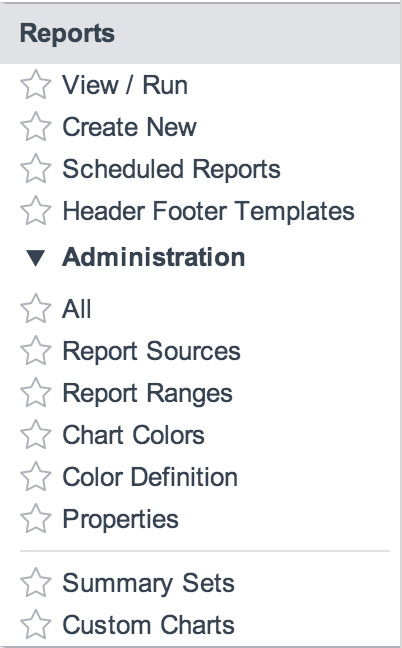 Reports
View / Run
Create New
Scheduled Reports
Header Footer Templates
Administration
All
Report Sources
Report Ranges
Chart Colors
Color Definition
Properties
Summary Sets
Custom Charts